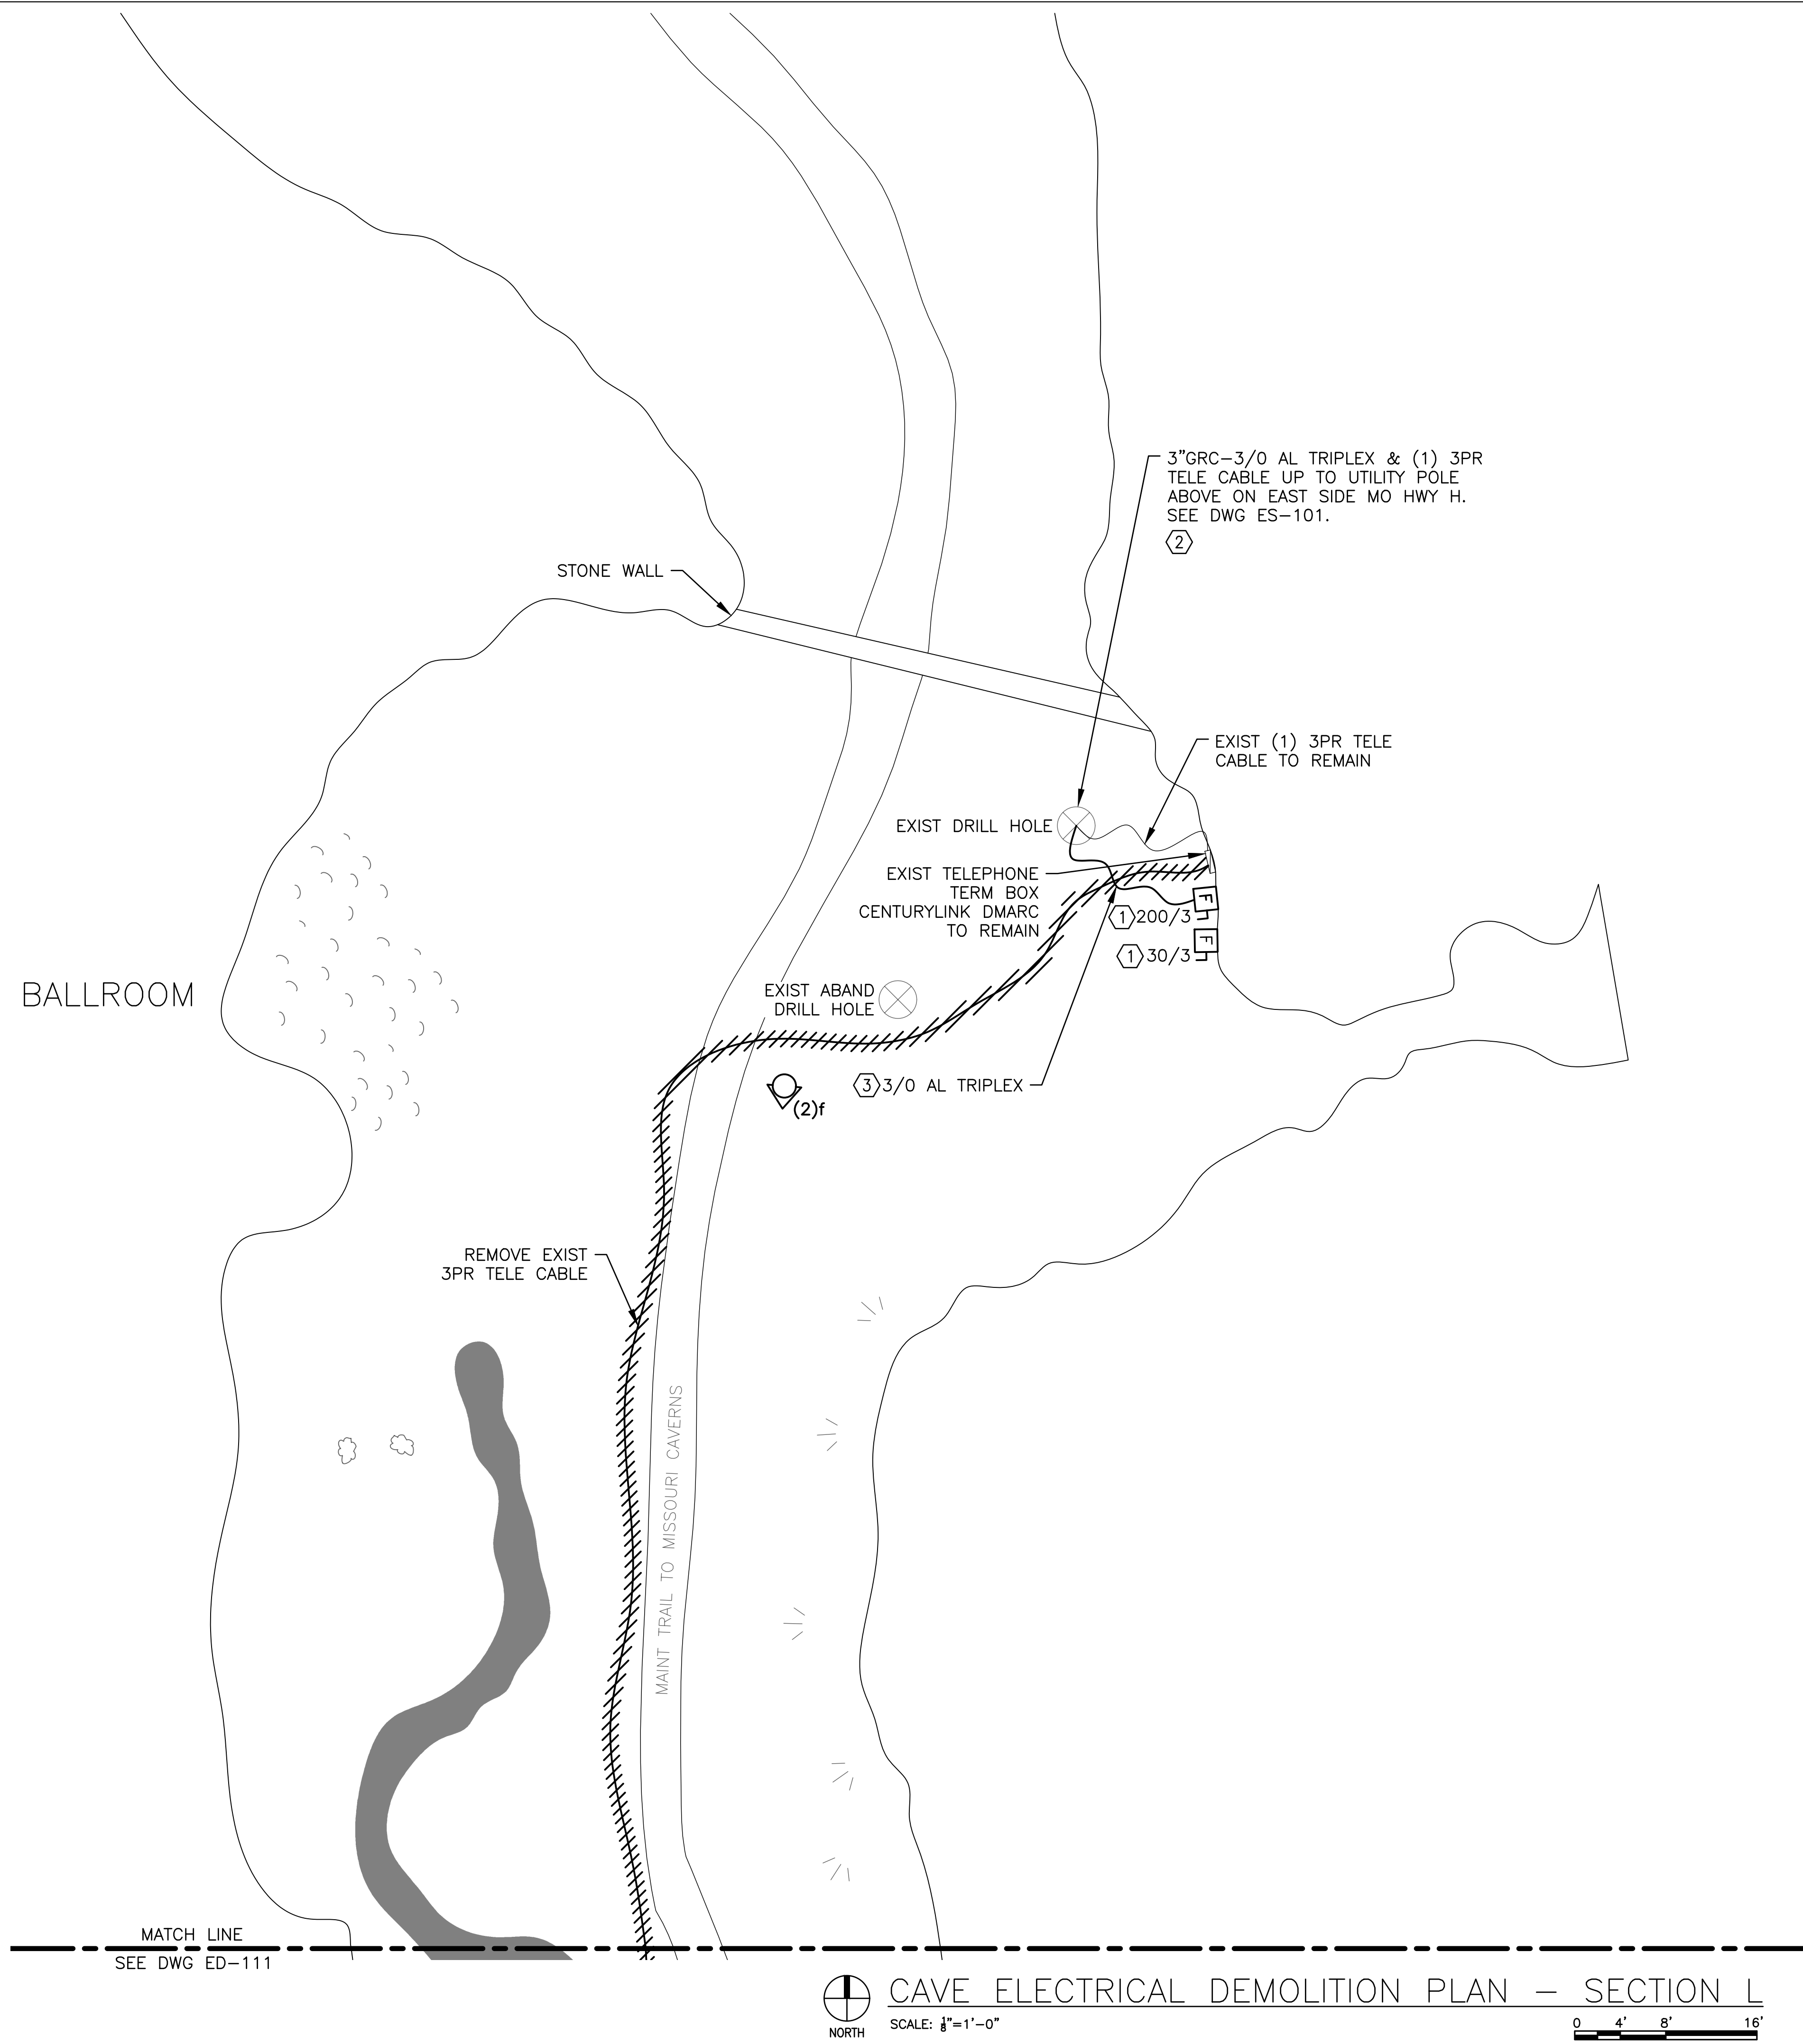 3"GRC-3/0 AL TRIPLEX & (1) 3PR
TELE CABLE UP TO UTILITY POLE
ABOVE ON EAST SIDE MO HWY H.
SEE DWG ES-101.
2
STONE WALL
EXIST (1) 3PR TELE
CABLE TO REMAIN
EXIST DRILL HOLE
EXIST TELEPHONE
TERM BOX
CENTURYLINK DMARC
TO REMAIN
F
1 200/3
F
1 30/3
BALLROOM
EXIST ABAND
DRILL HOLE
3 3/0 AL TRIPLEX
(2)f
REMOVE EXIST
3PR TELE CABLE
MAINT TRAIL TO MISSOURI CAVERNS
MATCH LINE
SEE DWG ED-111
NORTH
CAVE ELECTRICAL DEMOLITION PLAN - SECTION L
SCALE: 1/8"=1'-0"
0 4' 8' 16'